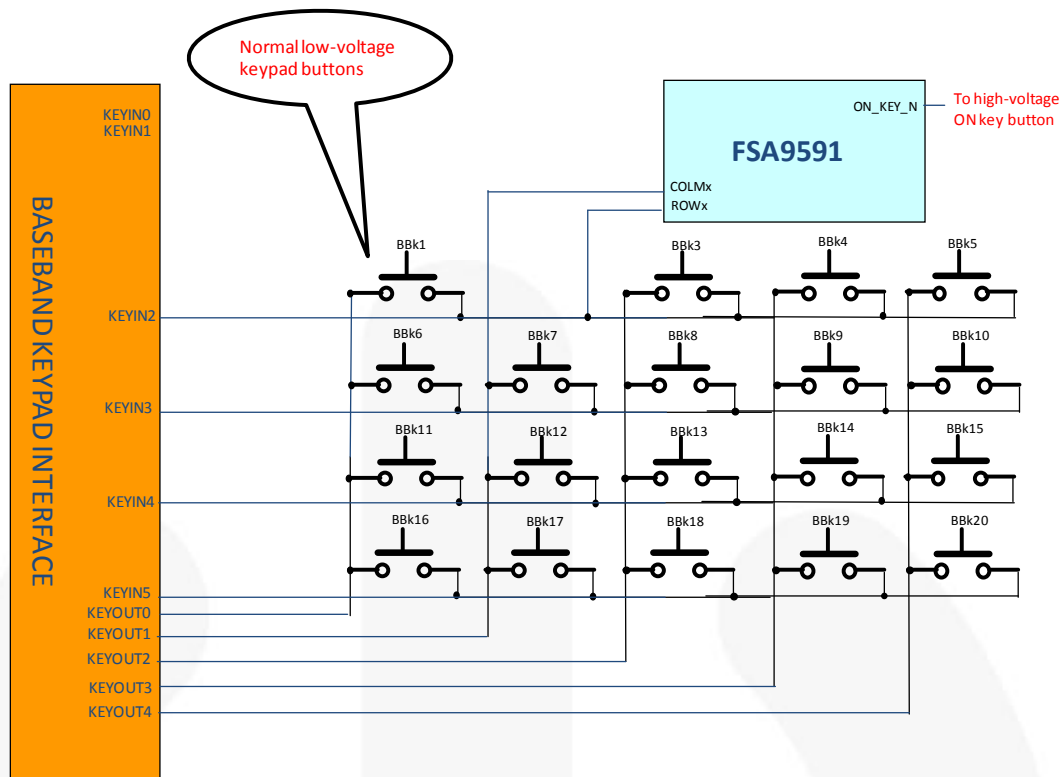 Normal low-voltage
keypad buttons
KEYIN0
KEYIN1
ON_KEY_N
To high-voltage
ON key button
FSA9591
COLMx
ROWx
BASEBAND KEYPAD INTERFACE
BBk1
BBk3
BBk4
BBk5
KEYIN2
BBk6
BBk7
BBk8
BBk9
BBk10
KEYIN3
BBk11
BBk12
BBk13
BBk14
BBk15
KEYIN4
BBk16
BBk17
BBk18
BBk19
BBk20
KEYIN5
KEYOUT0
KEYOUT1
KEYOUT2
KEYOUT3
KEYOUT4